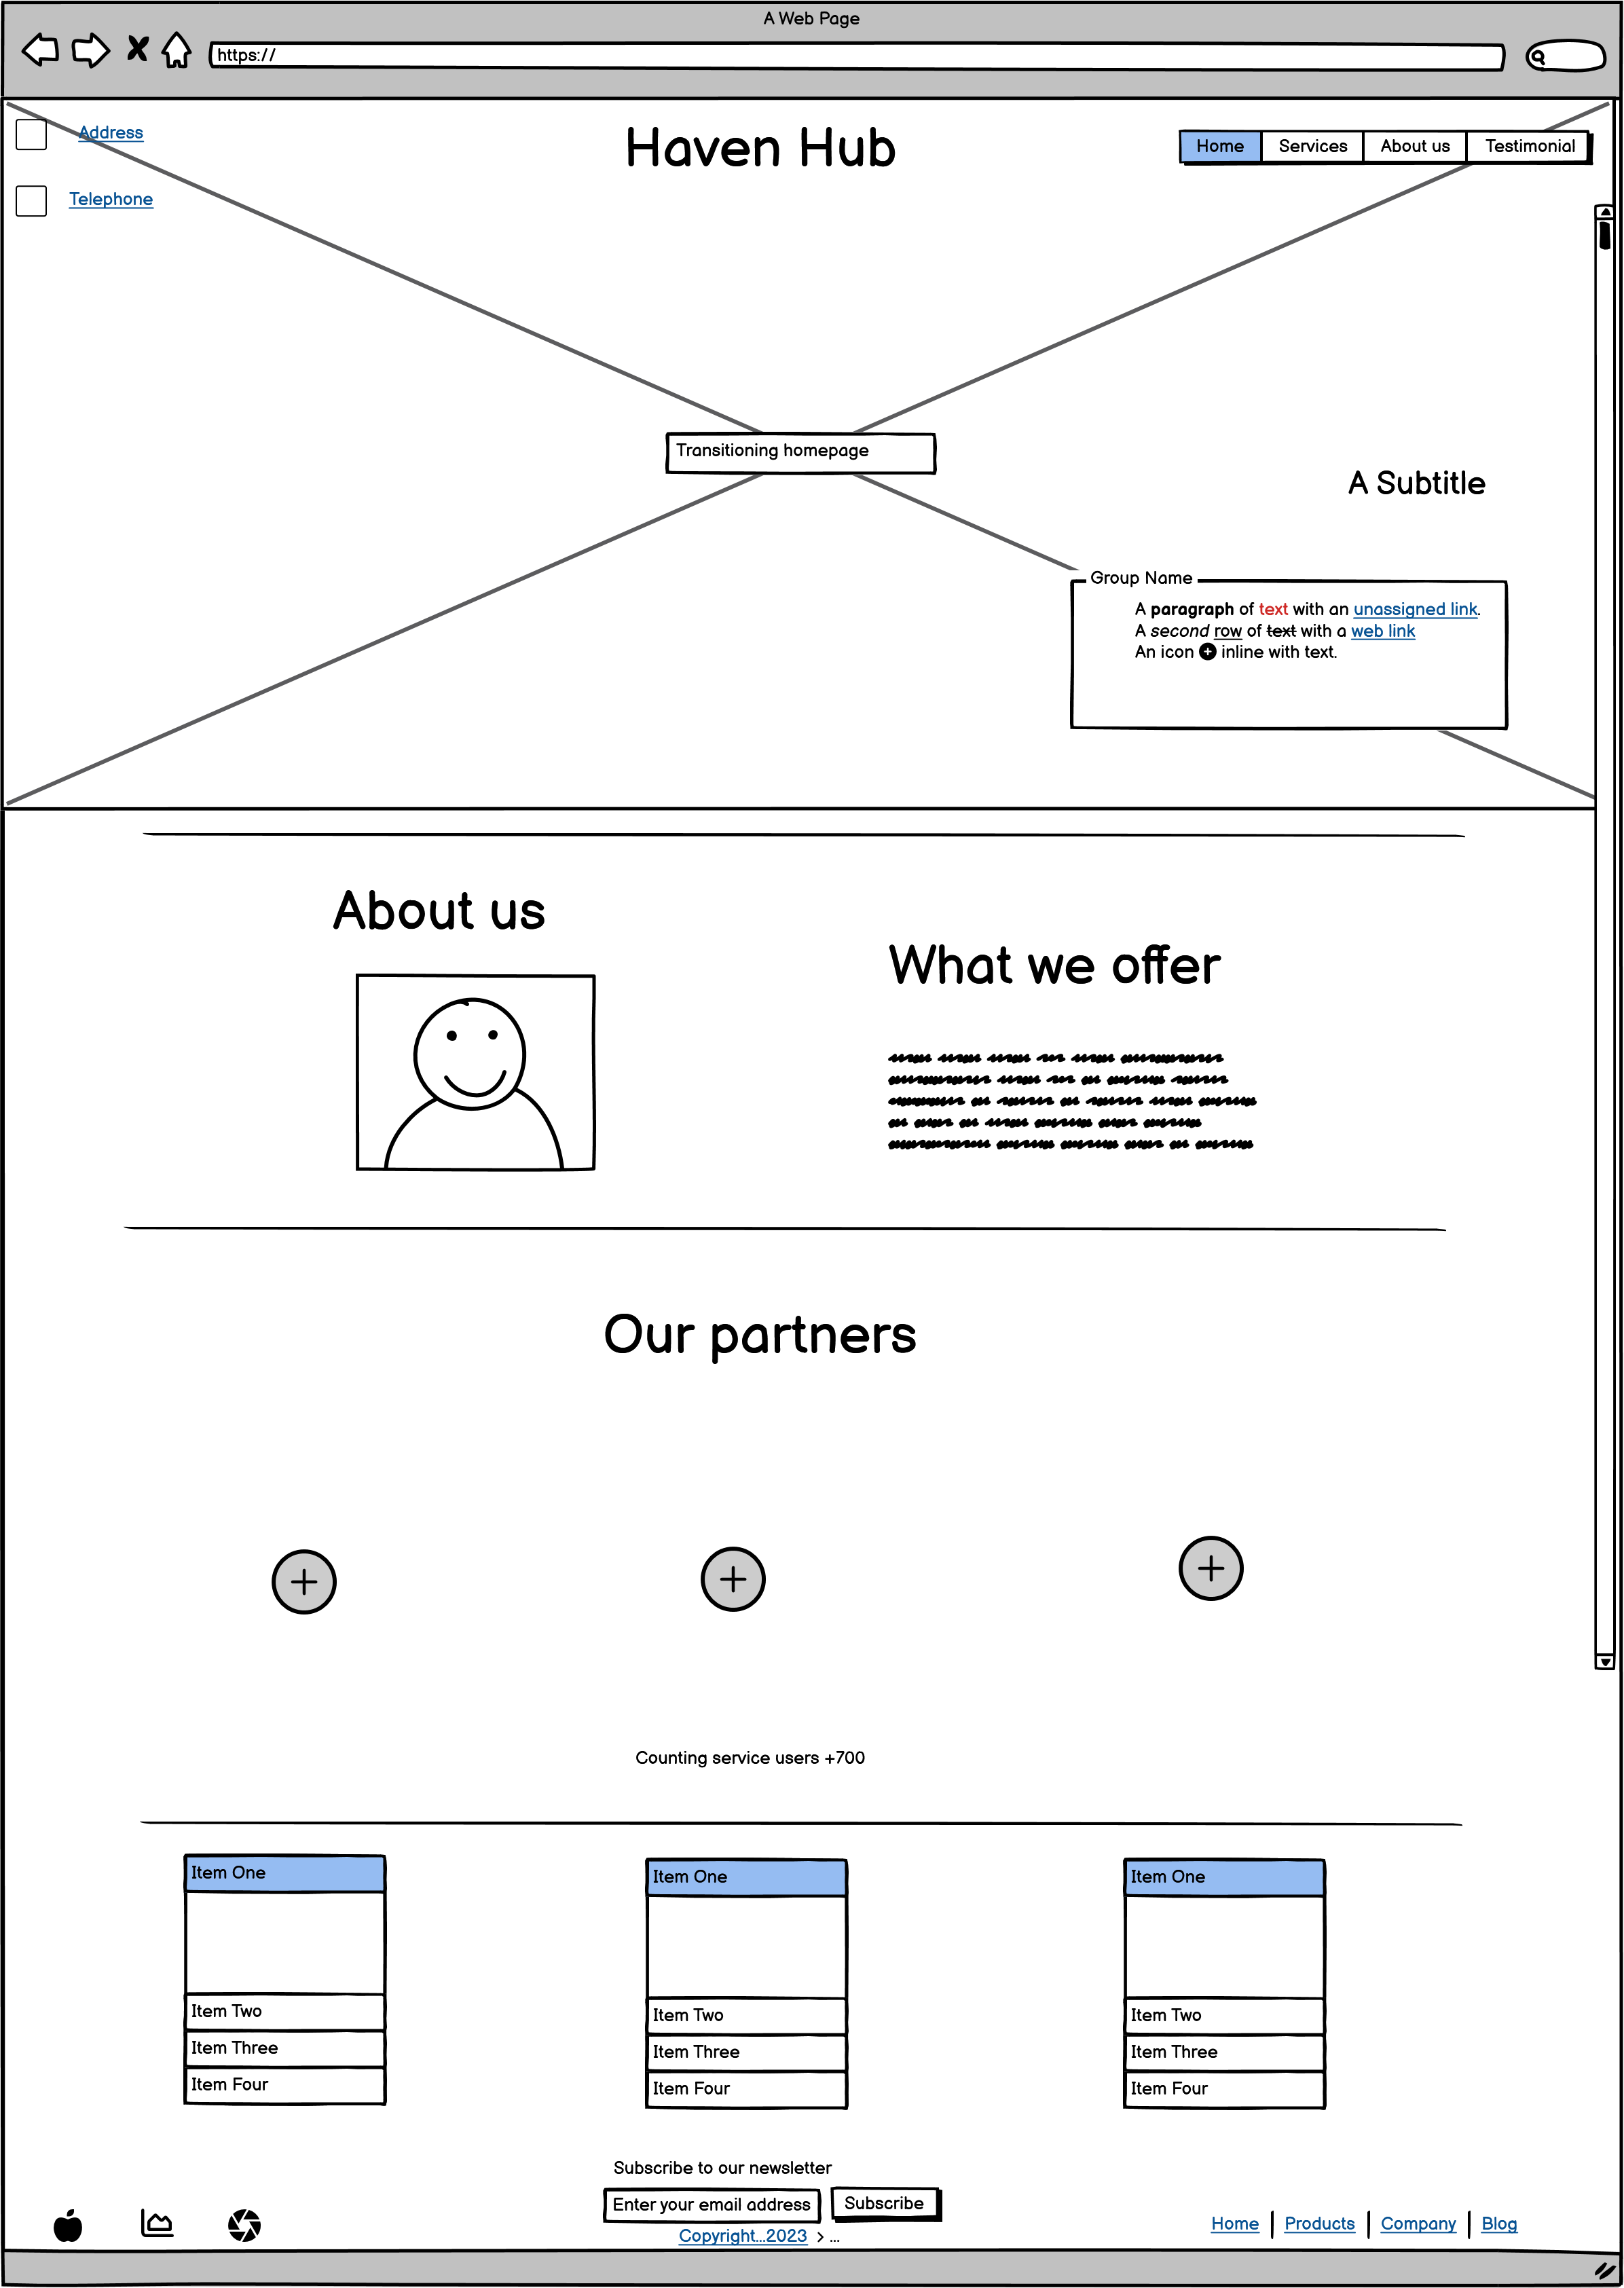 A Web Page
https://
Address
Haven Hub
Home Services About us Testimonial
Telephone
Transitioning homepage
A Subtitle
Group Name
A paragraph of text with an unassigned link.
A second row of text with a web link
An icon inline with text.
About us
What we offer
Our partners
Counting service users +700
Item One
Item Two
Item Three
Item Four
Item One
Item Two
Item Three
Item Four
Item One
Item Two
Item Three
Item Four
Subscribe to our newsletter
Enter your email address Subscribe
Copyright...2023 > ...
Home Products Company Blog